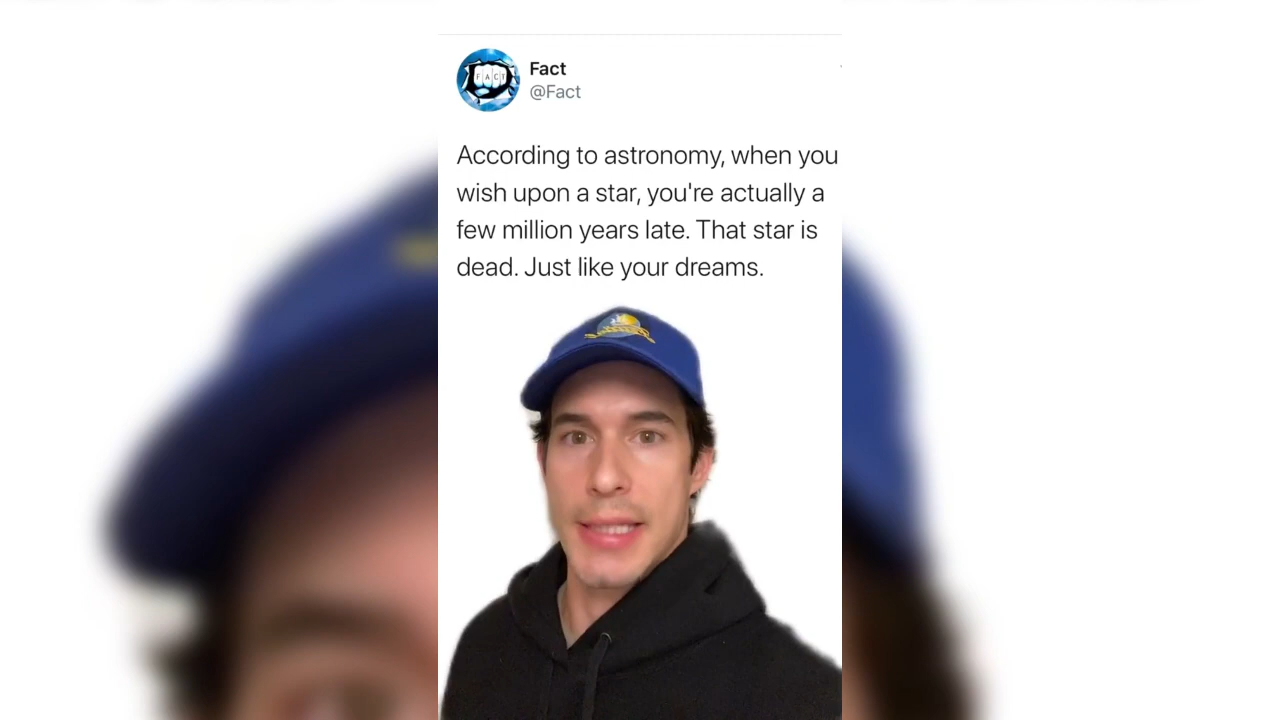 FACT
Fact
@Fact
According to astronomy, when you
wish upon a star, you're actually a
few million years late. That star is
dead. Just like your dreams.